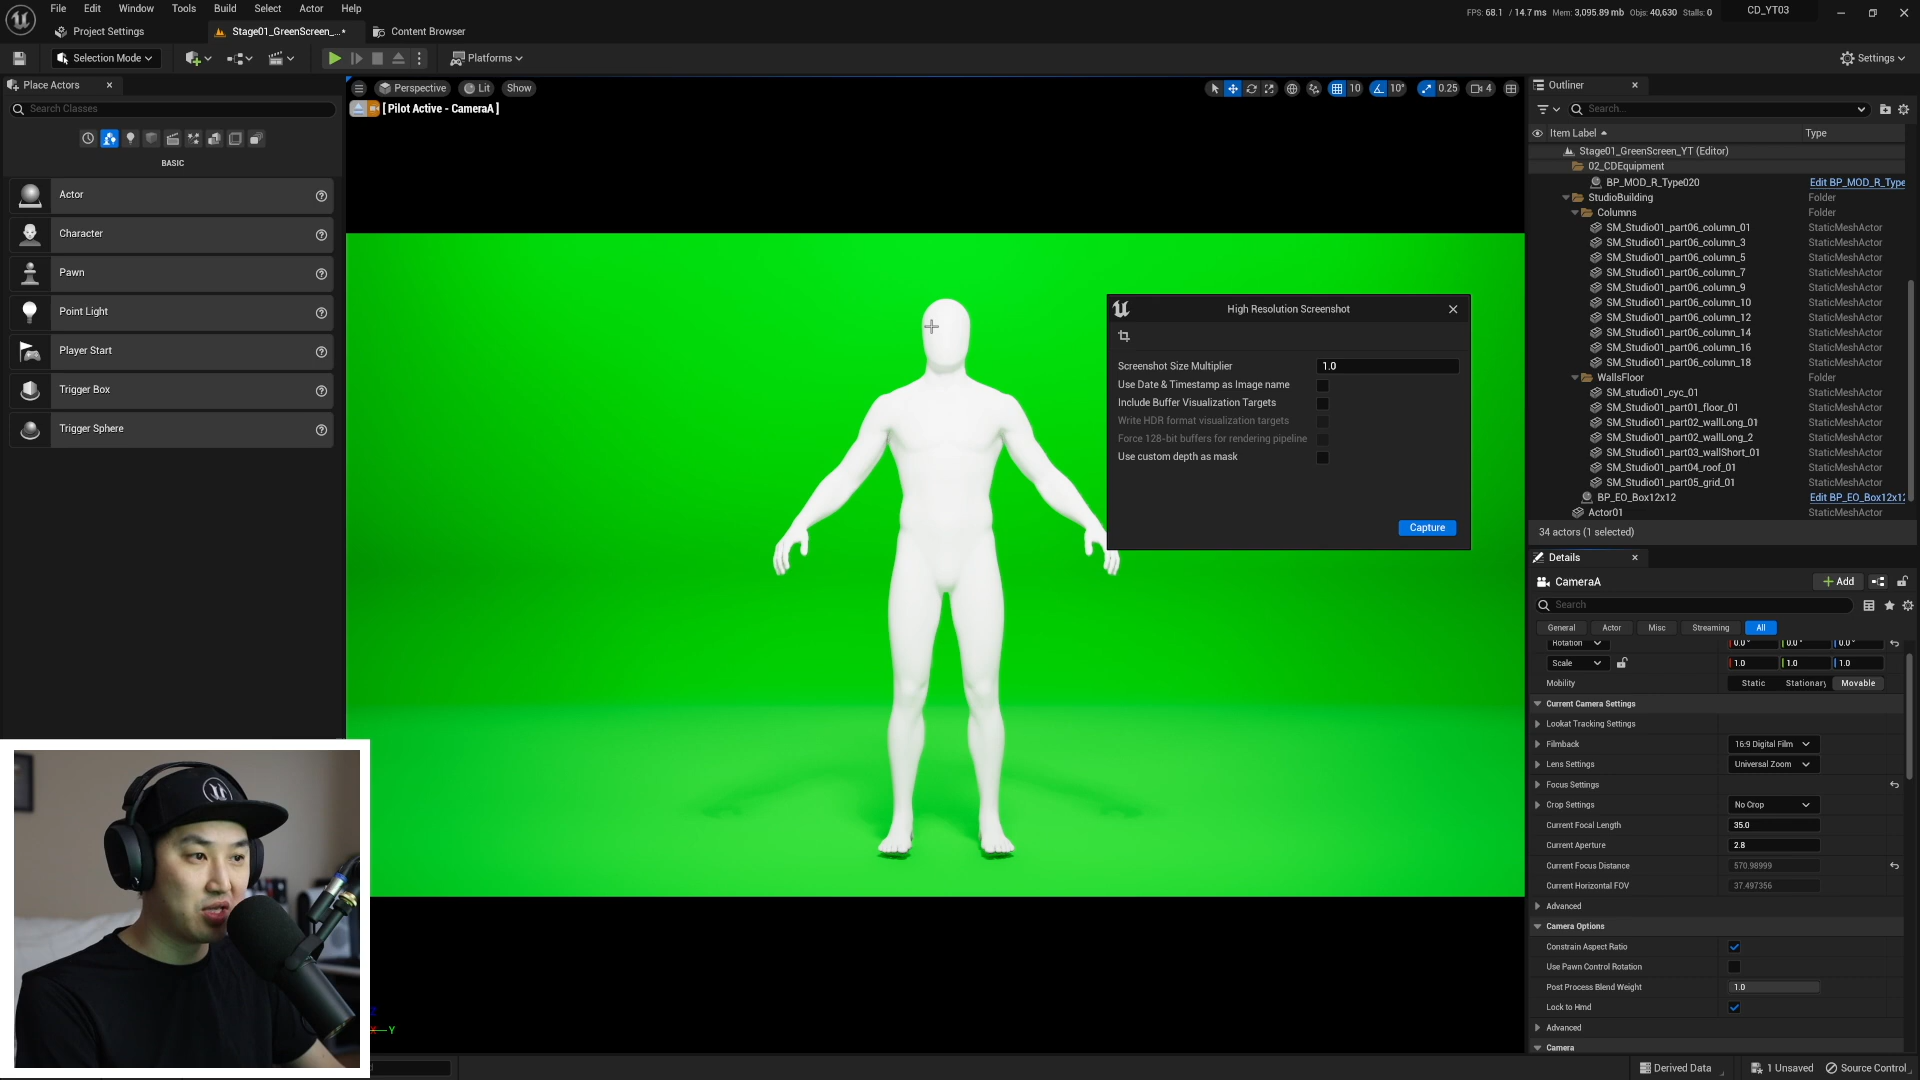 File Edit Window Tools Build Select Actor Help
FPS: 68.1 / 14.7 ms Mem: 3,095.89 mb Objs: 40,630 Stalls: 0
CD_YT03
Project Settings
Stage01_GreenScreen_...*
Content Browser
Selection Mode
Platforms
Settings
Place Actors
Search Classes
BASIC
Actor
Character
Pawn
Point Light
Player Start
Trigger Box
Trigger Sphere
Perspective Lit Show
10 10° 0.25 4
[ Pilot Active - CameraA ]
High Resolution Screenshot
Screenshot Size Multiplier 1.0
Use Date & Timestamp as Image name
Include Buffer Visualization Targets
Write HDR format visualization targets
Force 128-bit buffers for rendering pipeline
Use custom depth as mask
Capture
Y
Outliner
Search...
Item Label Type
Stage01_GreenScreen_YT (Editor)
02_CDEquipment
BP_MOD_R_Type020 Edit BP_MOD_R_Type
StudioBuilding Folder
Columns Folder
SM_Studio01_part06_column_01 StaticMeshActor
SM_Studio01_part06_column_3 StaticMeshActor
SM_Studio01_part06_column_5 StaticMeshActor
SM_Studio01_part06_column_7 StaticMeshActor
SM_Studio01_part06_column_9 StaticMeshActor
SM_Studio01_part06_column_10 StaticMeshActor
SM_Studio01_part06_column_12 StaticMeshActor
SM_Studio01_part06_column_14 StaticMeshActor
SM_Studio01_part06_column_16 StaticMeshActor
SM_Studio01_part06_column_18 StaticMeshActor
WallsFloor Folder
SM_studio01_cyc_01 StaticMeshActor
SM_Studio01_part01_floor_01 StaticMeshActor
SM_Studio01_part02_wallLong_01 StaticMeshActor
SM_Studio01_part02_wallLong_2 StaticMeshActor
SM_Studio01_part03_wallShort_01 StaticMeshActor
SM_Studio01_part04_roof_01 StaticMeshActor
SM_Studio01_part05_grid_01 StaticMeshActor
BP_EO_Box12x12 Edit BP_EO_Box12x12
Actor01 StaticMeshActor
34 actors (1 selected)
Details
CameraA
Add
Search
General Actor Misc Streaming All
Rotation 0.0° 0.0° 0.0°
Scale 1.0 1.0 1.0
Mobility Static Stationary Movable
Current Camera Settings
Lookat Tracking Settings
Filmback 16:9 Digital Film
Lens Settings Universal Zoom
Focus Settings
Crop Settings No Crop
Current Focal Length 35.0
Current Aperture 2.8
Current Focus Distance 570.98999
Current Horizontal FOV 37.497356
Advanced
Camera Options
Constrain Aspect Ratio
Use Pawn Control Rotation
Post Process Blend Weight 1.0
Lock to Hmd
Advanced
Camera
Derived Data 1 Unsaved Source Control